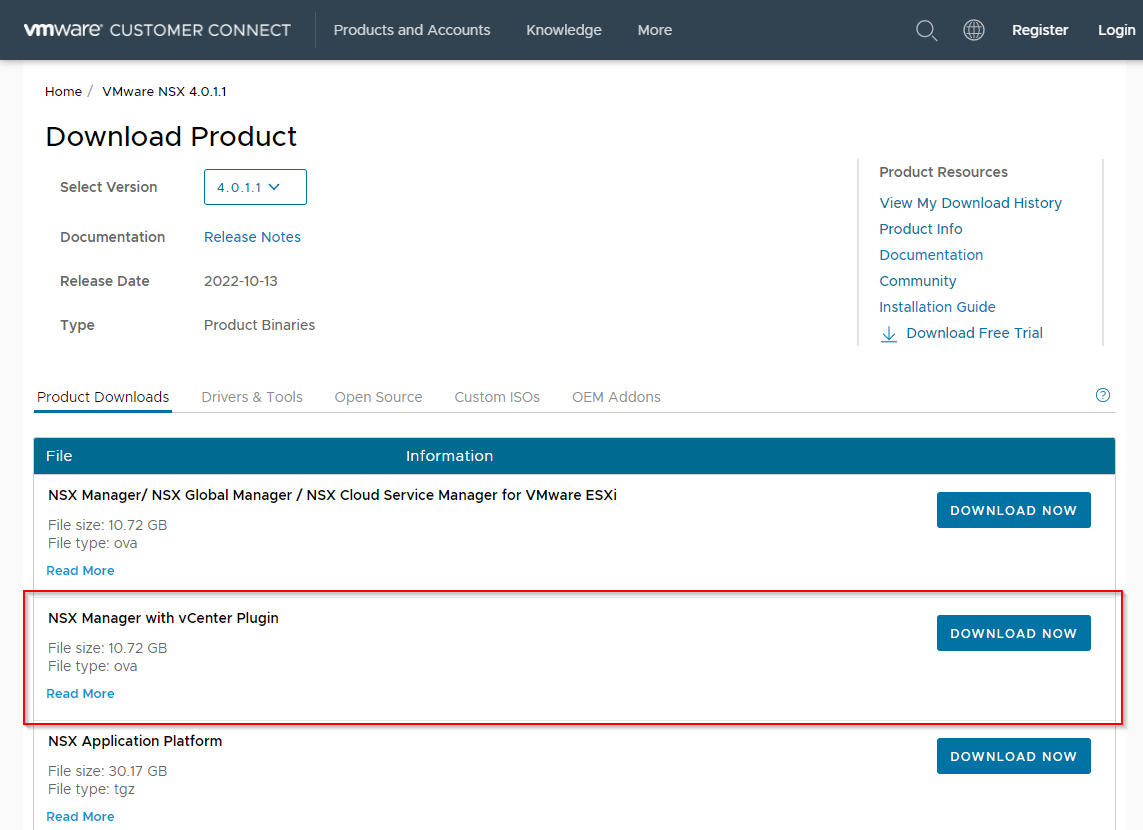 vmware® CUSTOMER CONNECT Products and Accounts Knowledge More Register Login
Home / VMware NSX 4.0.1.1
Download Product
Select Version 4.0.1.1
Documentation Release Notes
Release Date 2022-10-13
Type Product Binaries
Product Resources
View My Download History
Product Info
Documentation
Community
Installation Guide
Download Free Trial
Product Downloads Drivers & Tools Open Source Custom ISOs OEM Addons ?
File Information
NSX Manager/ NSX Global Manager / NSX Cloud Service Manager for VMware ESXi
File size: 10.72 GB
File type: ova
Read More
DOWNLOAD NOW
NSX Manager with vCenter Plugin
File size: 10.72 GB
File type: ova
Read More
DOWNLOAD NOW
NSX Application Platform
File size: 30.17 GB
File type: tgz
Read More
DOWNLOAD NOW